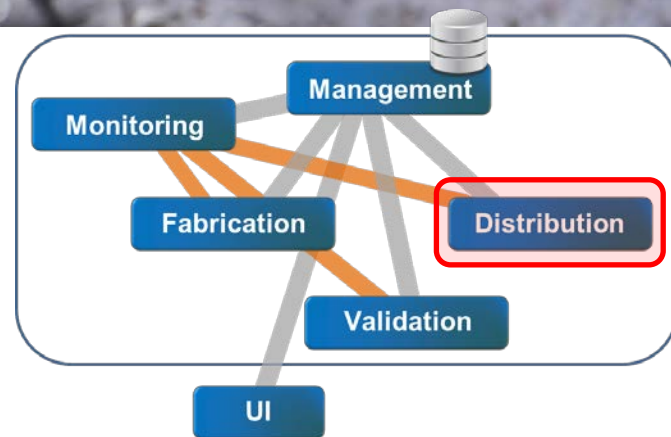 Management
Monitoring
Fabrication
Distribution
Validation
UI